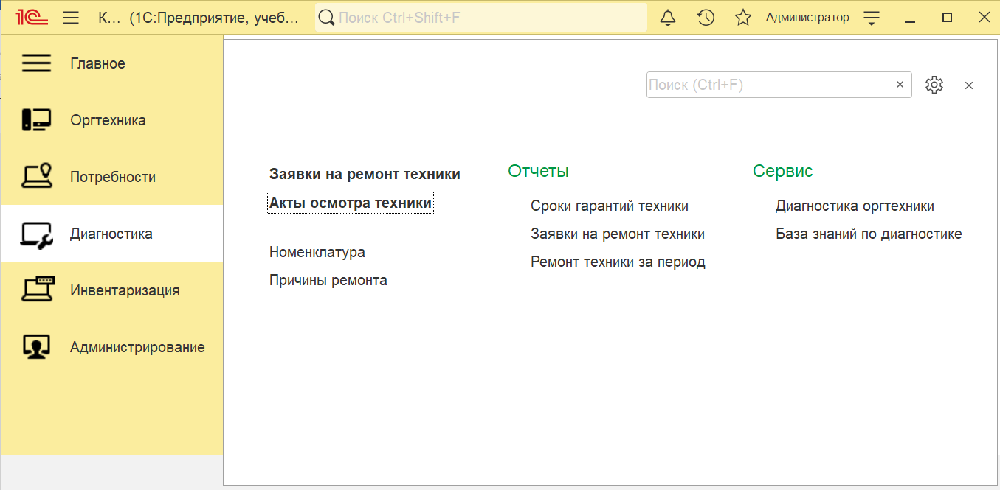 1С К... (1С:Предприятие, учеб... Поиск Ctrl+Shift+F Администратор
Главное
Оргтехника
Потребности
Диагностика
Инвентаризация
Администрирование
Поиск (Ctrl+F)
Заявки на ремонт техники
Акты осмотра техники
Номенклатура
Причины ремонта
Отчеты
Сроки гарантий техники
Заявки на ремонт техники
Ремонт техники за период
Сервис
Диагностика оргтехники
База знаний по диагностике